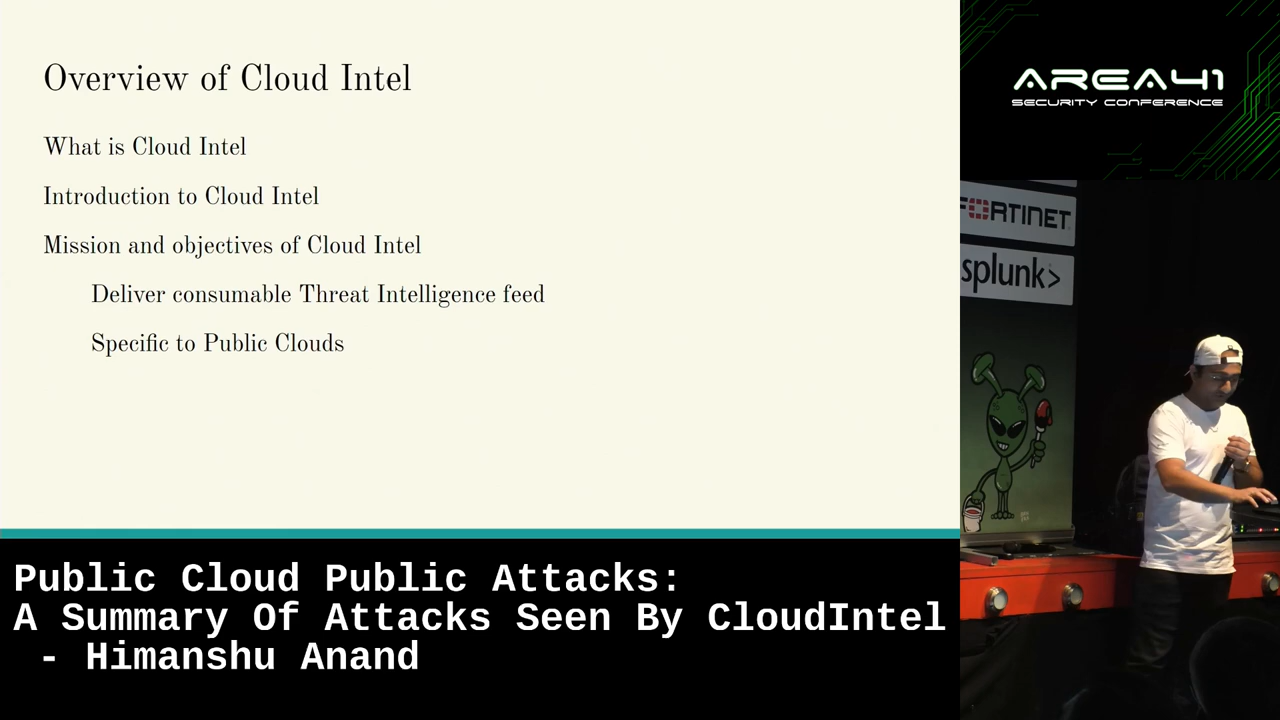 Overview of Cloud Intel
What is Cloud Intel
Introduction to Cloud Intel
Mission and objectives of Cloud Intel
Deliver consumable Threat Intelligence feed
Specific to Public Clouds
Public Cloud Public Attacks:
A Summary Of Attacks Seen By CloudIntel
- Himanshu Anand
AREA41
SECURITY CONFERENCE
FORTINET
splunk>